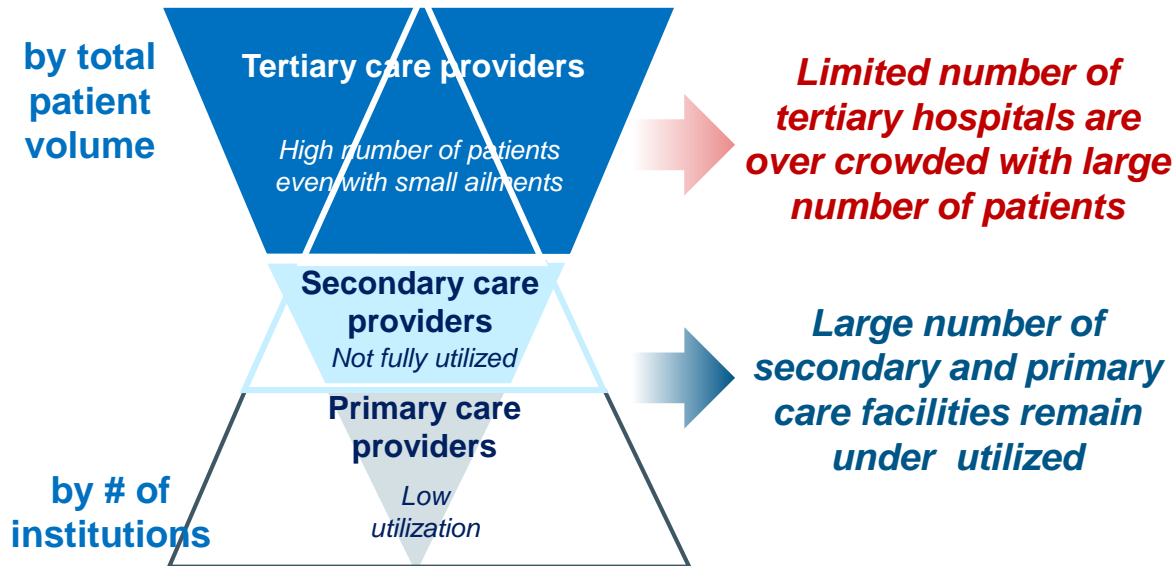 by total
patient
volume
Tertiary care providers
High number of patients
even with small ailments
Limited number of
tertiary hospitals are
over crowded with large
number of patients
Secondary care
providers
Not fully utilized
Large number of
secondary and primary
care facilities remain
under utilized
Primary care
providers
Low
utilization
by # of
institutions